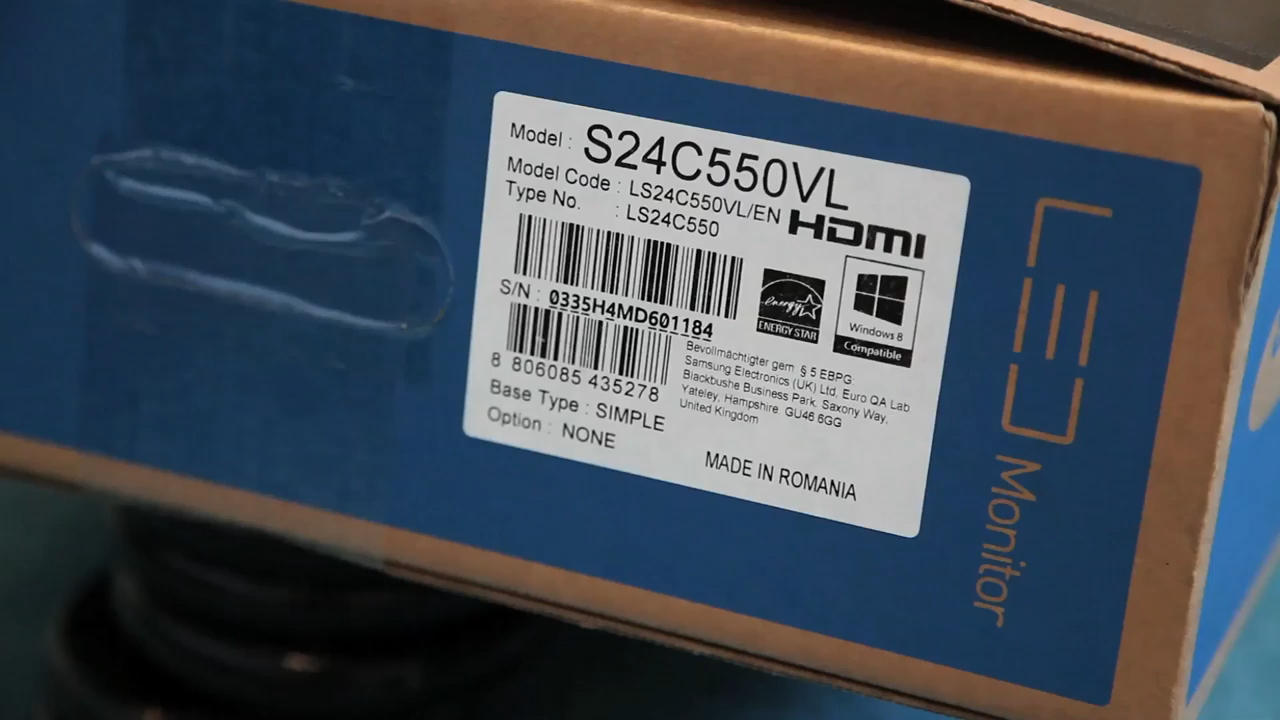 Model : S24C550VL
Model Code : LS24C550VL/EN
Type No. : LS24C550
HDMI
S/N : 0335H4MD601184
energy
ENERGY STAR
Windows 8
Compatible
8 806085 435278
Bevollmächtigter gem. § 5 EBPG:
Samsung Electronics (UK) Ltd, Euro QA Lab
Blackbushe Business Park, Saxony Way,
Yateley, Hampshire GU46 6GG
United Kingdom
Base Type : SIMPLE
Option : NONE
MADE IN ROMANIA
LED Monitor